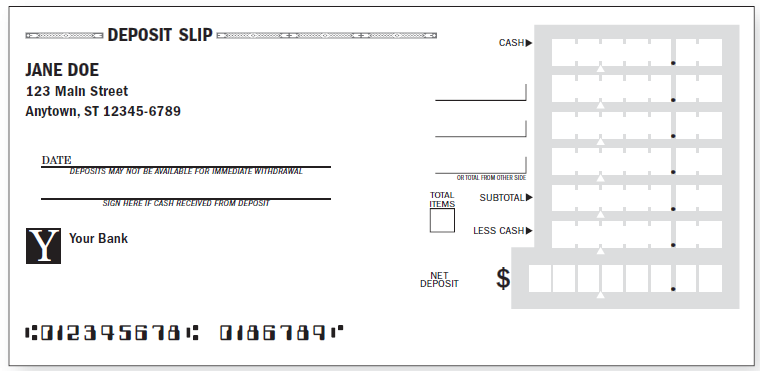 DEPOSIT SLIP
CASH
JANE DOE
123 Main Street
Anytown, ST 12345-6789
DATE
DEPOSITS MAY NOT BE AVAILABLE FOR IMMEDIATE WITHDRAWAL
OR TOTAL FROM OTHER SIDE
TOTAL
ITEMS
SUBTOTAL
SIGN HERE IF CASH RECEIVED FROM DEPOSIT
LESS CASH
Y
Your Bank
NET
DEPOSIT
$